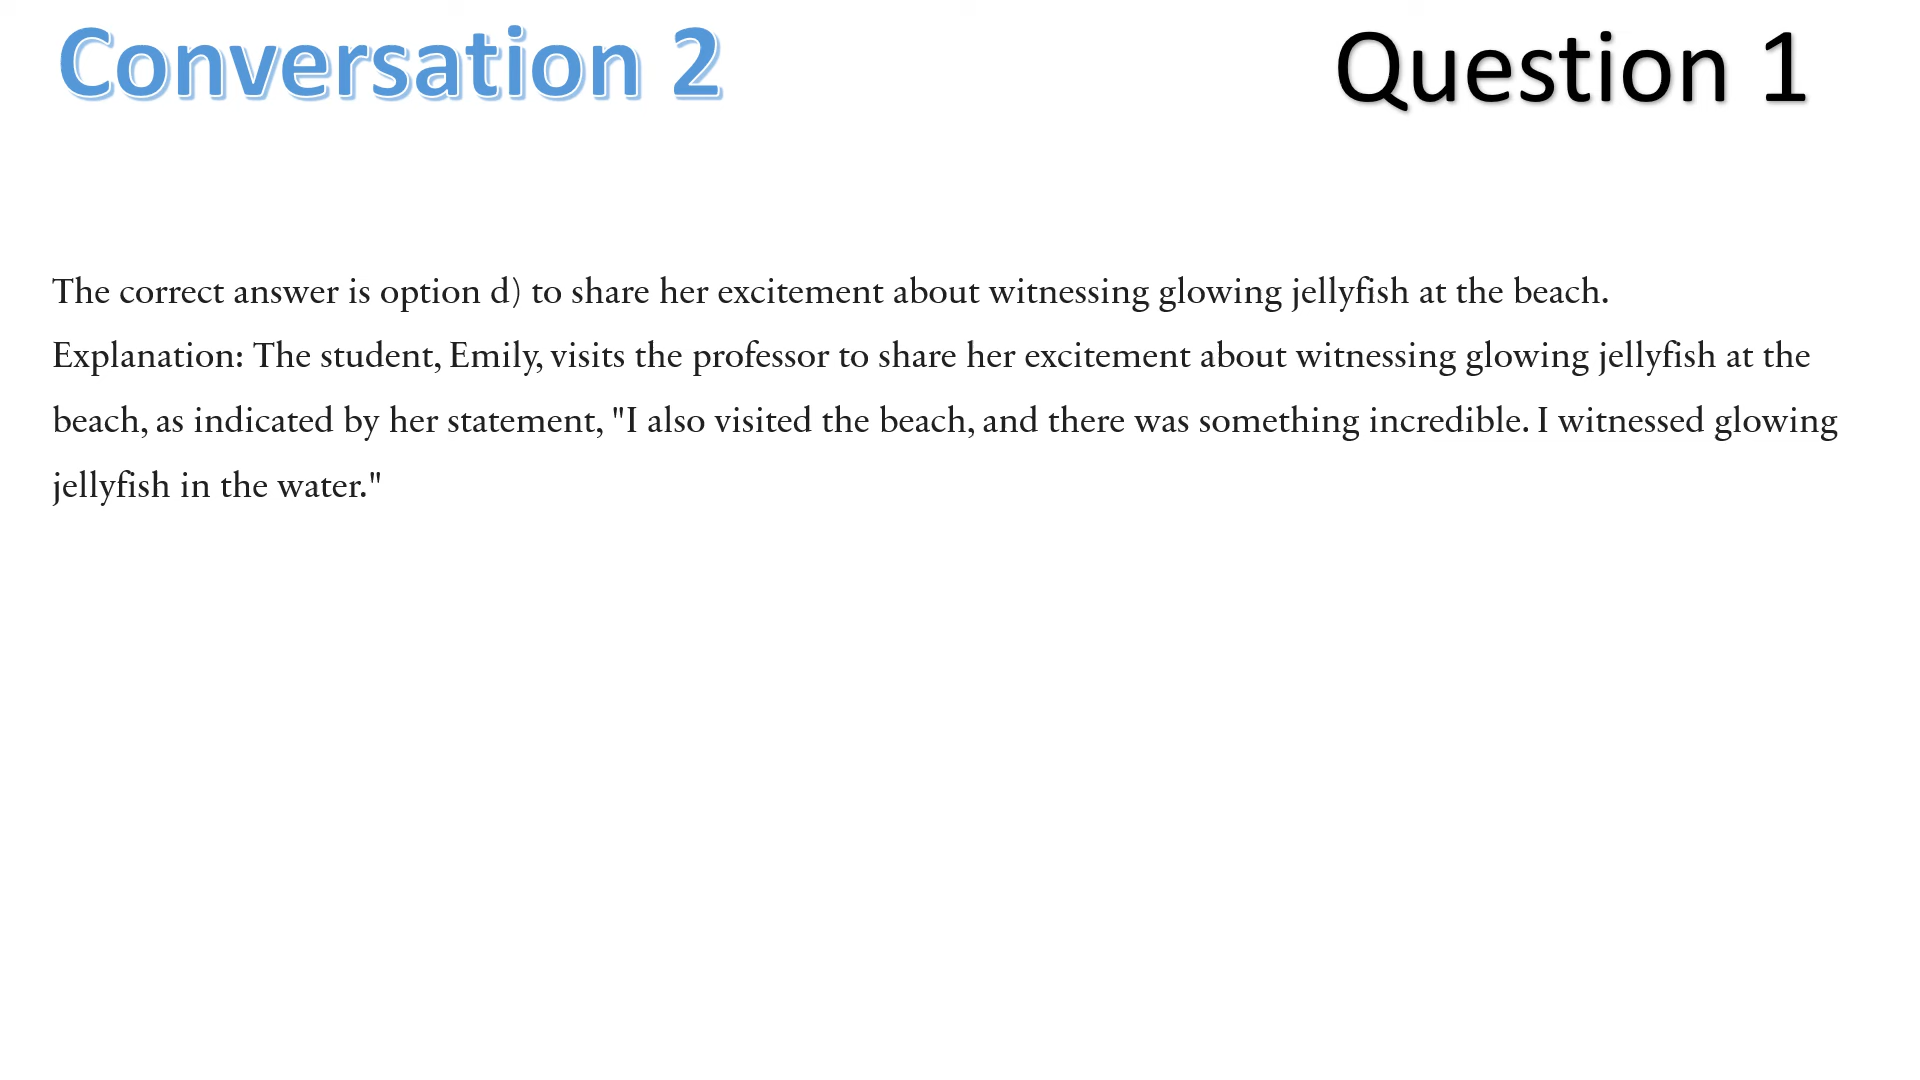 Conversation 2
Question 1
The correct answer is option d) to share her excitement about witnessing glowing jellyfish at the beach.
Explanation: The student, Emily, visits the professor to share her excitement about witnessing glowing jellyfish at the
beach, as indicated by her statement, "I also visited the beach, and there was something incredible. I witnessed glowing
jellyfish in the water."